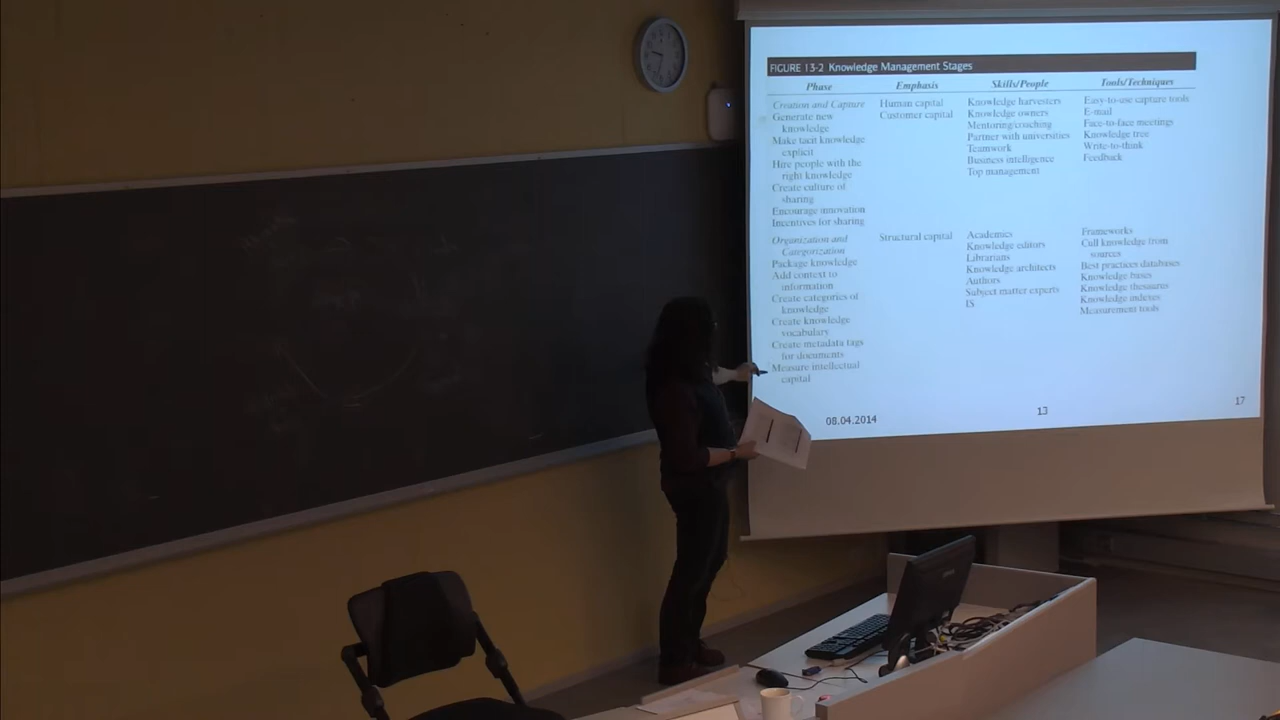 FIGURE 13-2 Knowledge Management Stages
Phase Emphasis Skills/People Tools/Techniques
Creation and Capture
Generate new
knowledge
Make tacit knowledge
explicit
Hire people with the
right knowledge
Create culture of
sharing
Encourage innovation
Incentives for sharing
Human capital
Customer capital
Knowledge harvesters
Knowledge owners
Mentoring/coaching
Partner with universities
Teamwork
Business intelligence
Top management
Easy-to-use capture tools
E-mail
Face-to-face meetings
Knowledge tree
Write-to-think
Feedback
Organization and
Categorization
Package knowledge
Add context to
information
Create categories of
knowledge
Create knowledge
vocabulary
Create metadata tags
for documents
Measure intellectual
capital
Structural capital
Academics
Knowledge editors
Librarians
Knowledge architects
Authors
Subject matter experts
IS
Frameworks
Cull knowledge from
sources
Best practices databases
Knowledge bases
Knowledge thesaurus
Knowledge indexes
Measurement tools
08.04.2014 13 17